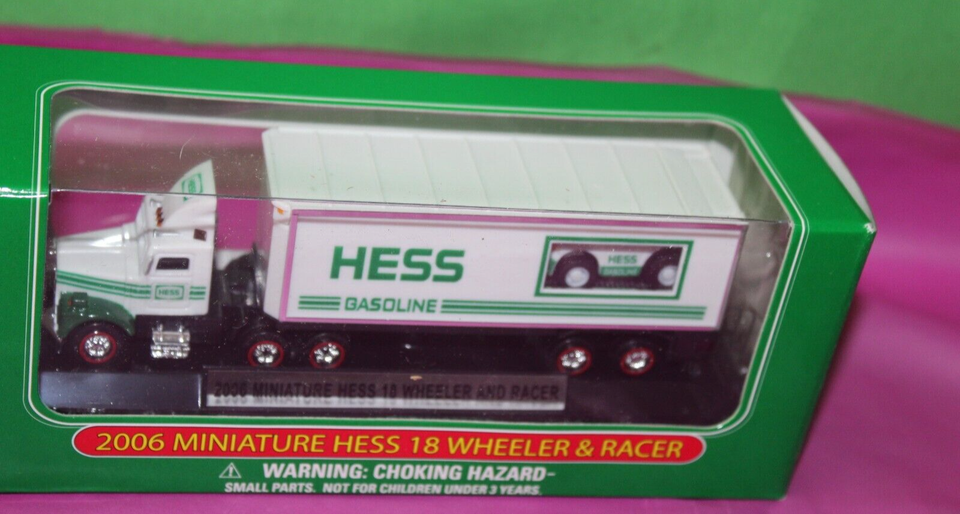 HESS
HESS
GASOLINE
HESS
GASOLINE
HESS
2006 MINIATURE HESS 18 WHEELER AND RACER
2006 MINIATURE HESS 18 WHEELER & RACER
WARNING: CHOKING HAZARD-
SMALL PARTS. NOT FOR CHILDREN UNDER 3 YEARS.